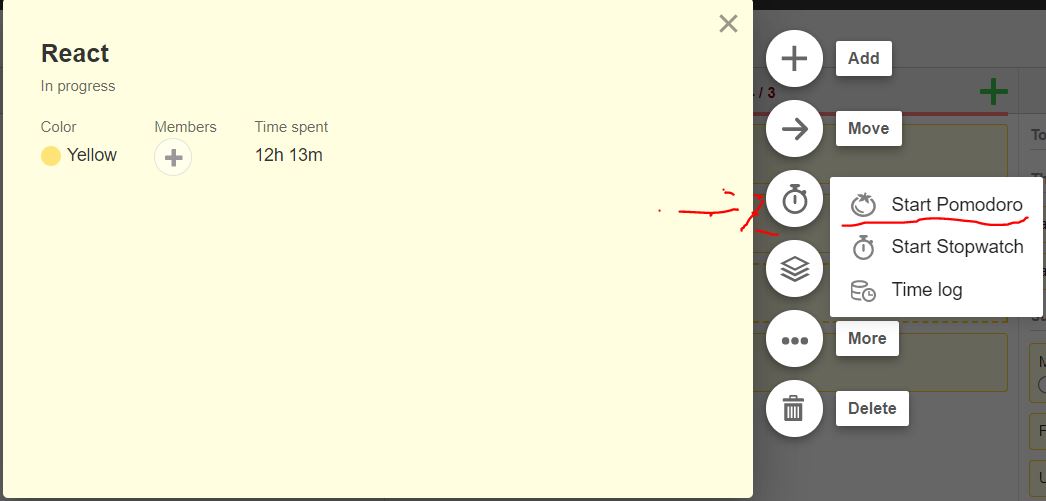 React
In progress
Color
Members
Time spent
Yellow
12h 13m
Add
/ 3
Move
Start Pomodoro
Start Stopwatch
Time log
More
Delete
To